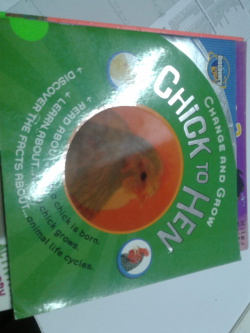 CHANGE AND GROW
CHICK TO HEN
READ ABOUT
chick is born.
LEARN ABOUT
chick grows.
DISCOVER THE FACTS ABOUT...animal life cycles.